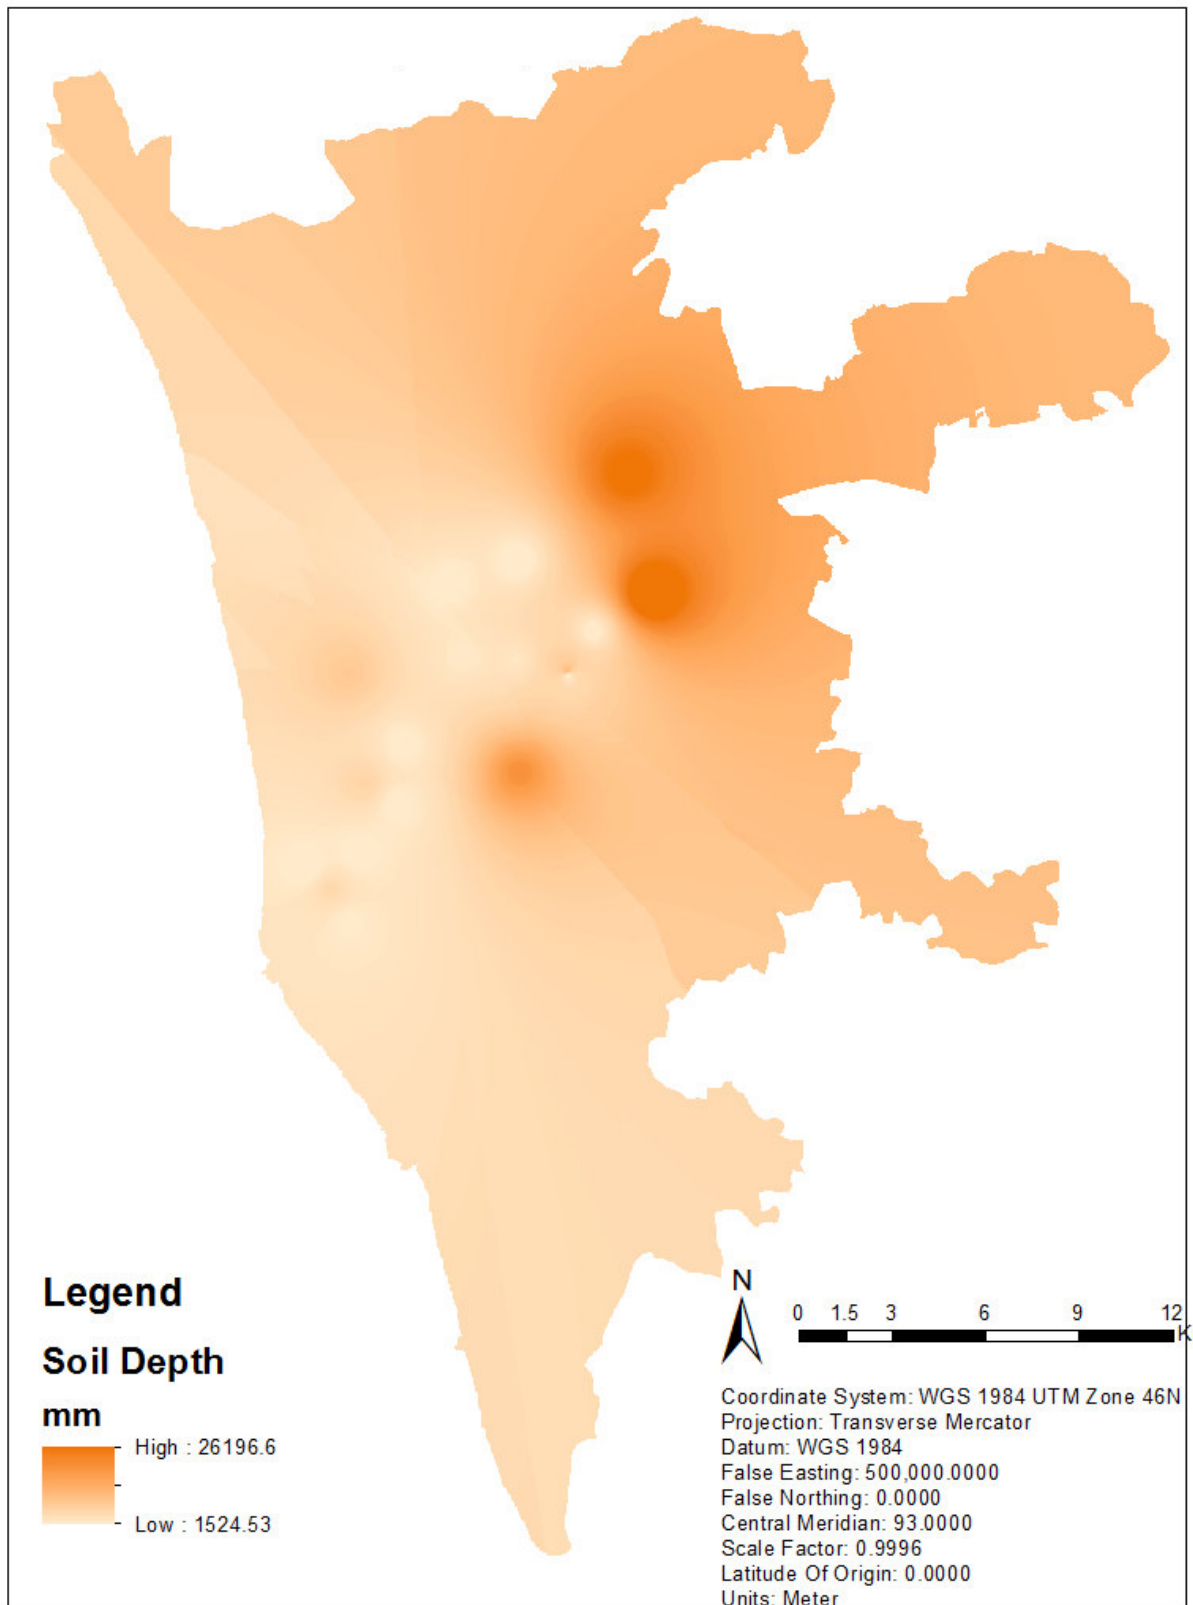 Legend
Soil Depth
mm
High : 26196.6
Low : 1524.53
N
0 1.5 3 6 9 12
K
Coordinate System: WGS 1984 UTM Zone 46N
Projection: Transverse Mercator
Datum: WGS 1984
False Easting: 500,000.0000
False Northing: 0.0000
Central Meridian: 93.0000
Scale Factor: 0.9996
Latitude Of Origin: 0.0000
Units: Meter